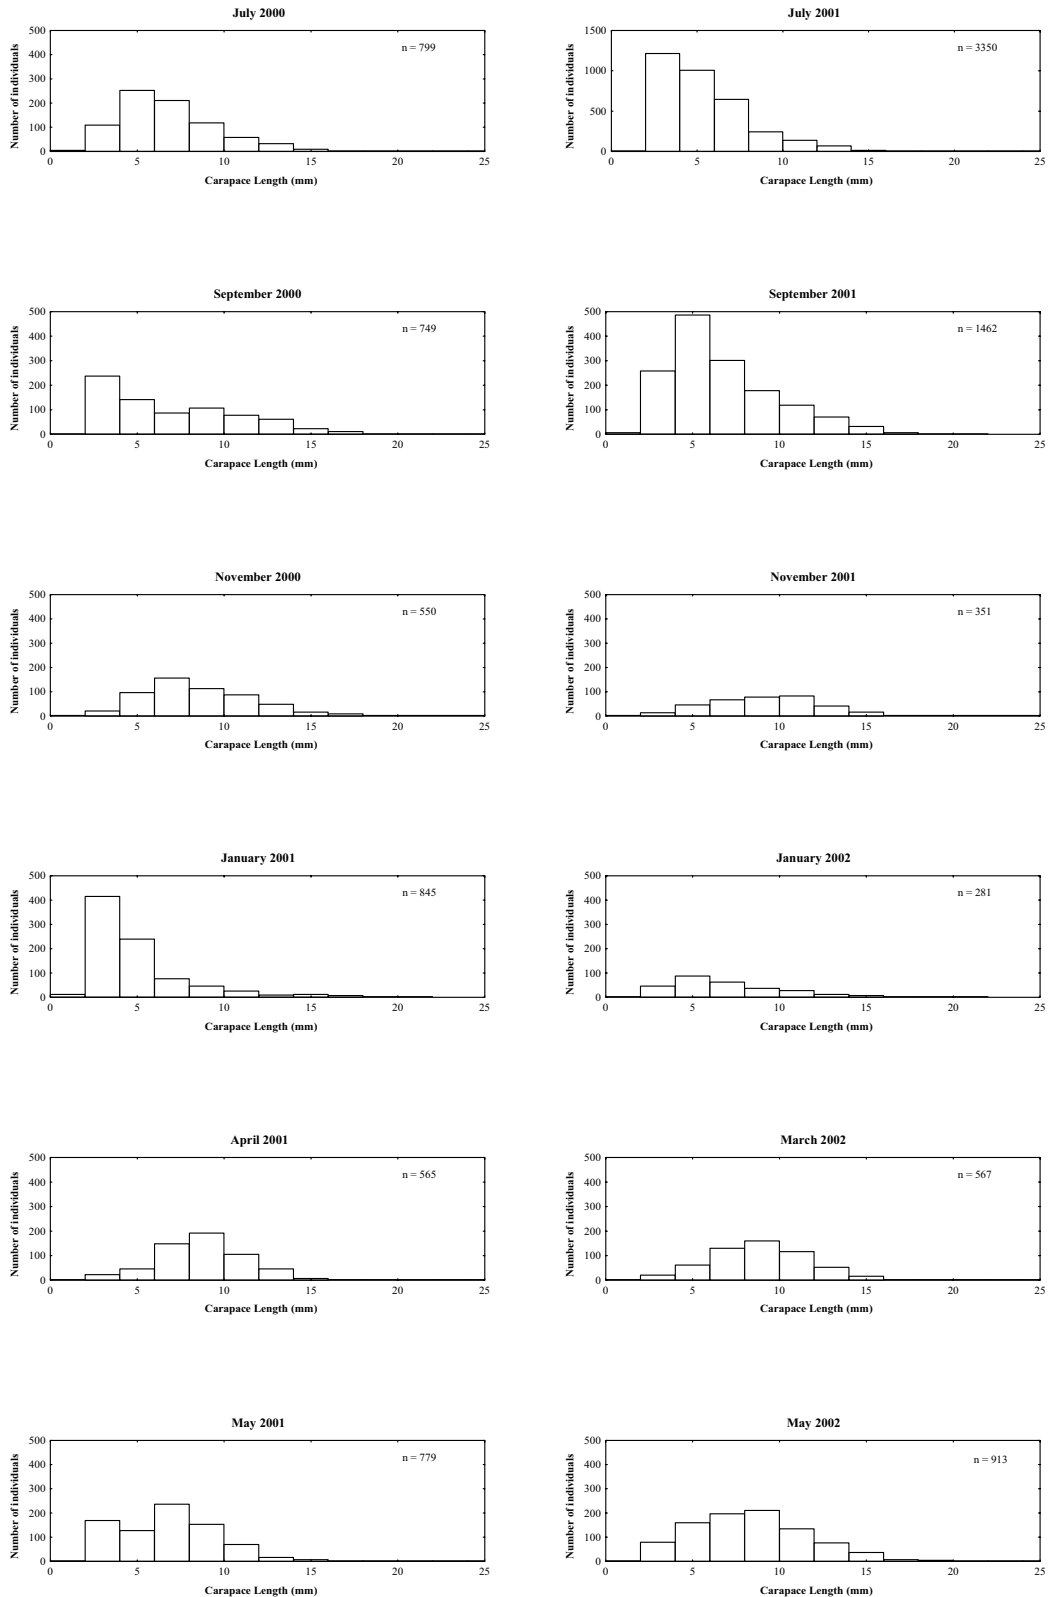 July 2000
n = 799
Number of individuals
500
400
300
200
100
0
0 5 10 15 20 25
Carapace Length (mm)
July 2001
n = 3350
Number of individuals
1500
1000
500
0
0 5 10 15 20 25
Carapace Length (mm)
September 2000
n = 749
Number of individuals
500
400
300
200
100
0
0 5 10 15 20 25
Carapace Length (mm)
September 2001
n = 1462
Number of individuals
500
400
300
200
100
0
0 5 10 15 20 25
Carapace Length (mm)
November 2000
n = 550
Number of individuals
500
400
300
200
100
0
0 5 10 15 20 25
Carapace Length (mm)
November 2001
n = 351
Number of individuals
500
400
300
200
100
0
0 5 10 15 20 25
Carapace Length (mm)
January 2001
n = 845
Number of individuals
500
400
300
200
100
0
0 5 10 15 20 25
Carapace Length (mm)
January 2002
n = 281
Number of individuals
500
400
300
200
100
0
0 5 10 15 20 25
Carapace Length (mm)
April 2001
n = 565
Number of individuals
500
400
300
200
100
0
0 5 10 15 20 25
Carapace Length (mm)
March 2002
n = 567
Number of individuals
500
400
300
200
100
0
0 5 10 15 20 25
Carapace Length (mm)
May 2001
n = 779
Number of individuals
500
400
300
200
100
0
0 5 10 15 20 25
Carapace Length (mm)
May 2002
n = 913
Number of individuals
500
400
300
200
100
0
0 5 10 15 20 25
Carapace Length (mm)